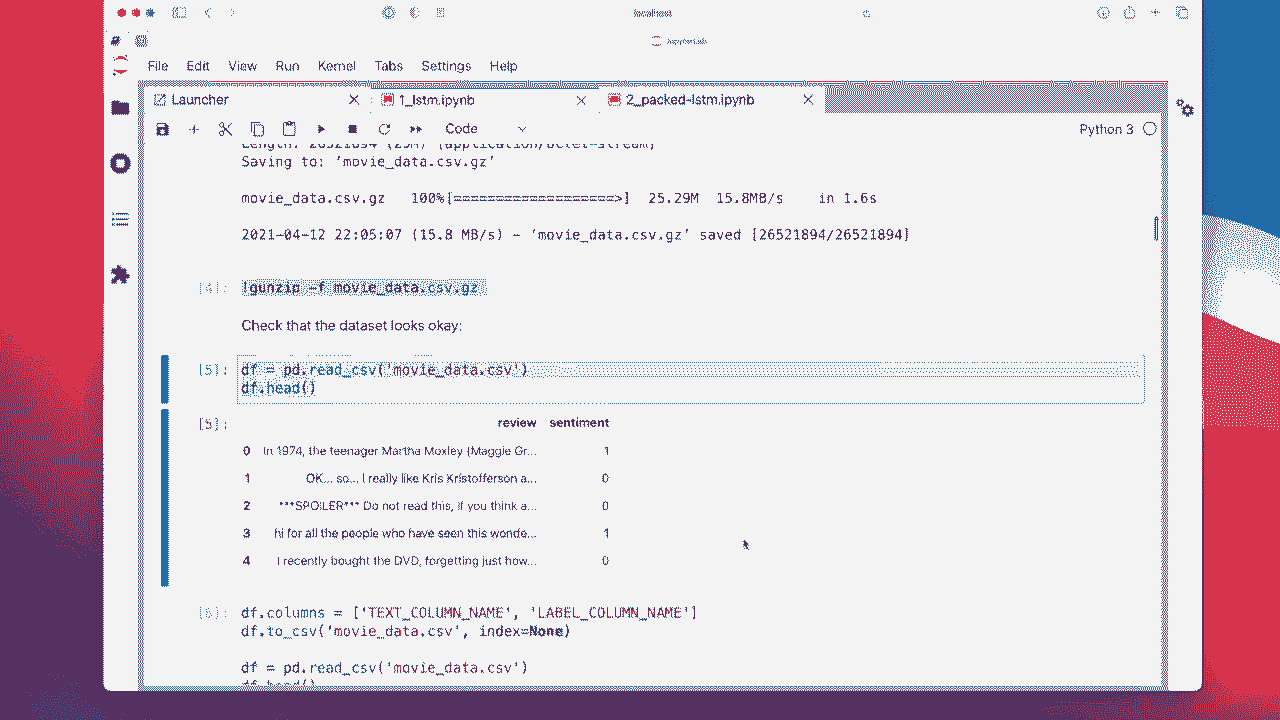 localhost
JupyterLab
File Edit View Run Kernel Tabs Settings Help
Launcher 1_lstm.ipynb 2_packed-lstm.ipynb
Code Python 3
Length: 26521894 (25M) [application/octet-stream]
Saving to: 'movie_data.csv.gz'
movie_data.csv.gz 100%[===================>] 25.29M 15.8MB/s in 1.6s
2021-04-12 22:05:07 (15.8 MB/s) - 'movie_data.csv.gz' saved [26521894/26521894]
[4]: !gunzip -f movie_data.csv.gz
Check that the dataset looks okay:
[5]: df = pd.read_csv('movie_data.csv')
df.head()
[5]: review sentiment
0 In 1974, the teenager Martha Moxley (Maggie Gr... 1
1 OK... so... I really like Kris Kristofferson a... 0
2 ***SPOILER*** Do not read this, if you think a... 0
3 hi for all the people who have seen this wonde... 1
4 I recently bought the DVD, forgetting just how... 0
[6]: df.columns = ['TEXT_COLUMN_NAME', 'LABEL_COLUMN_NAME']
df.to_csv('movie_data.csv', index=None)
df = pd.read_csv('movie_data.csv')
df.head()